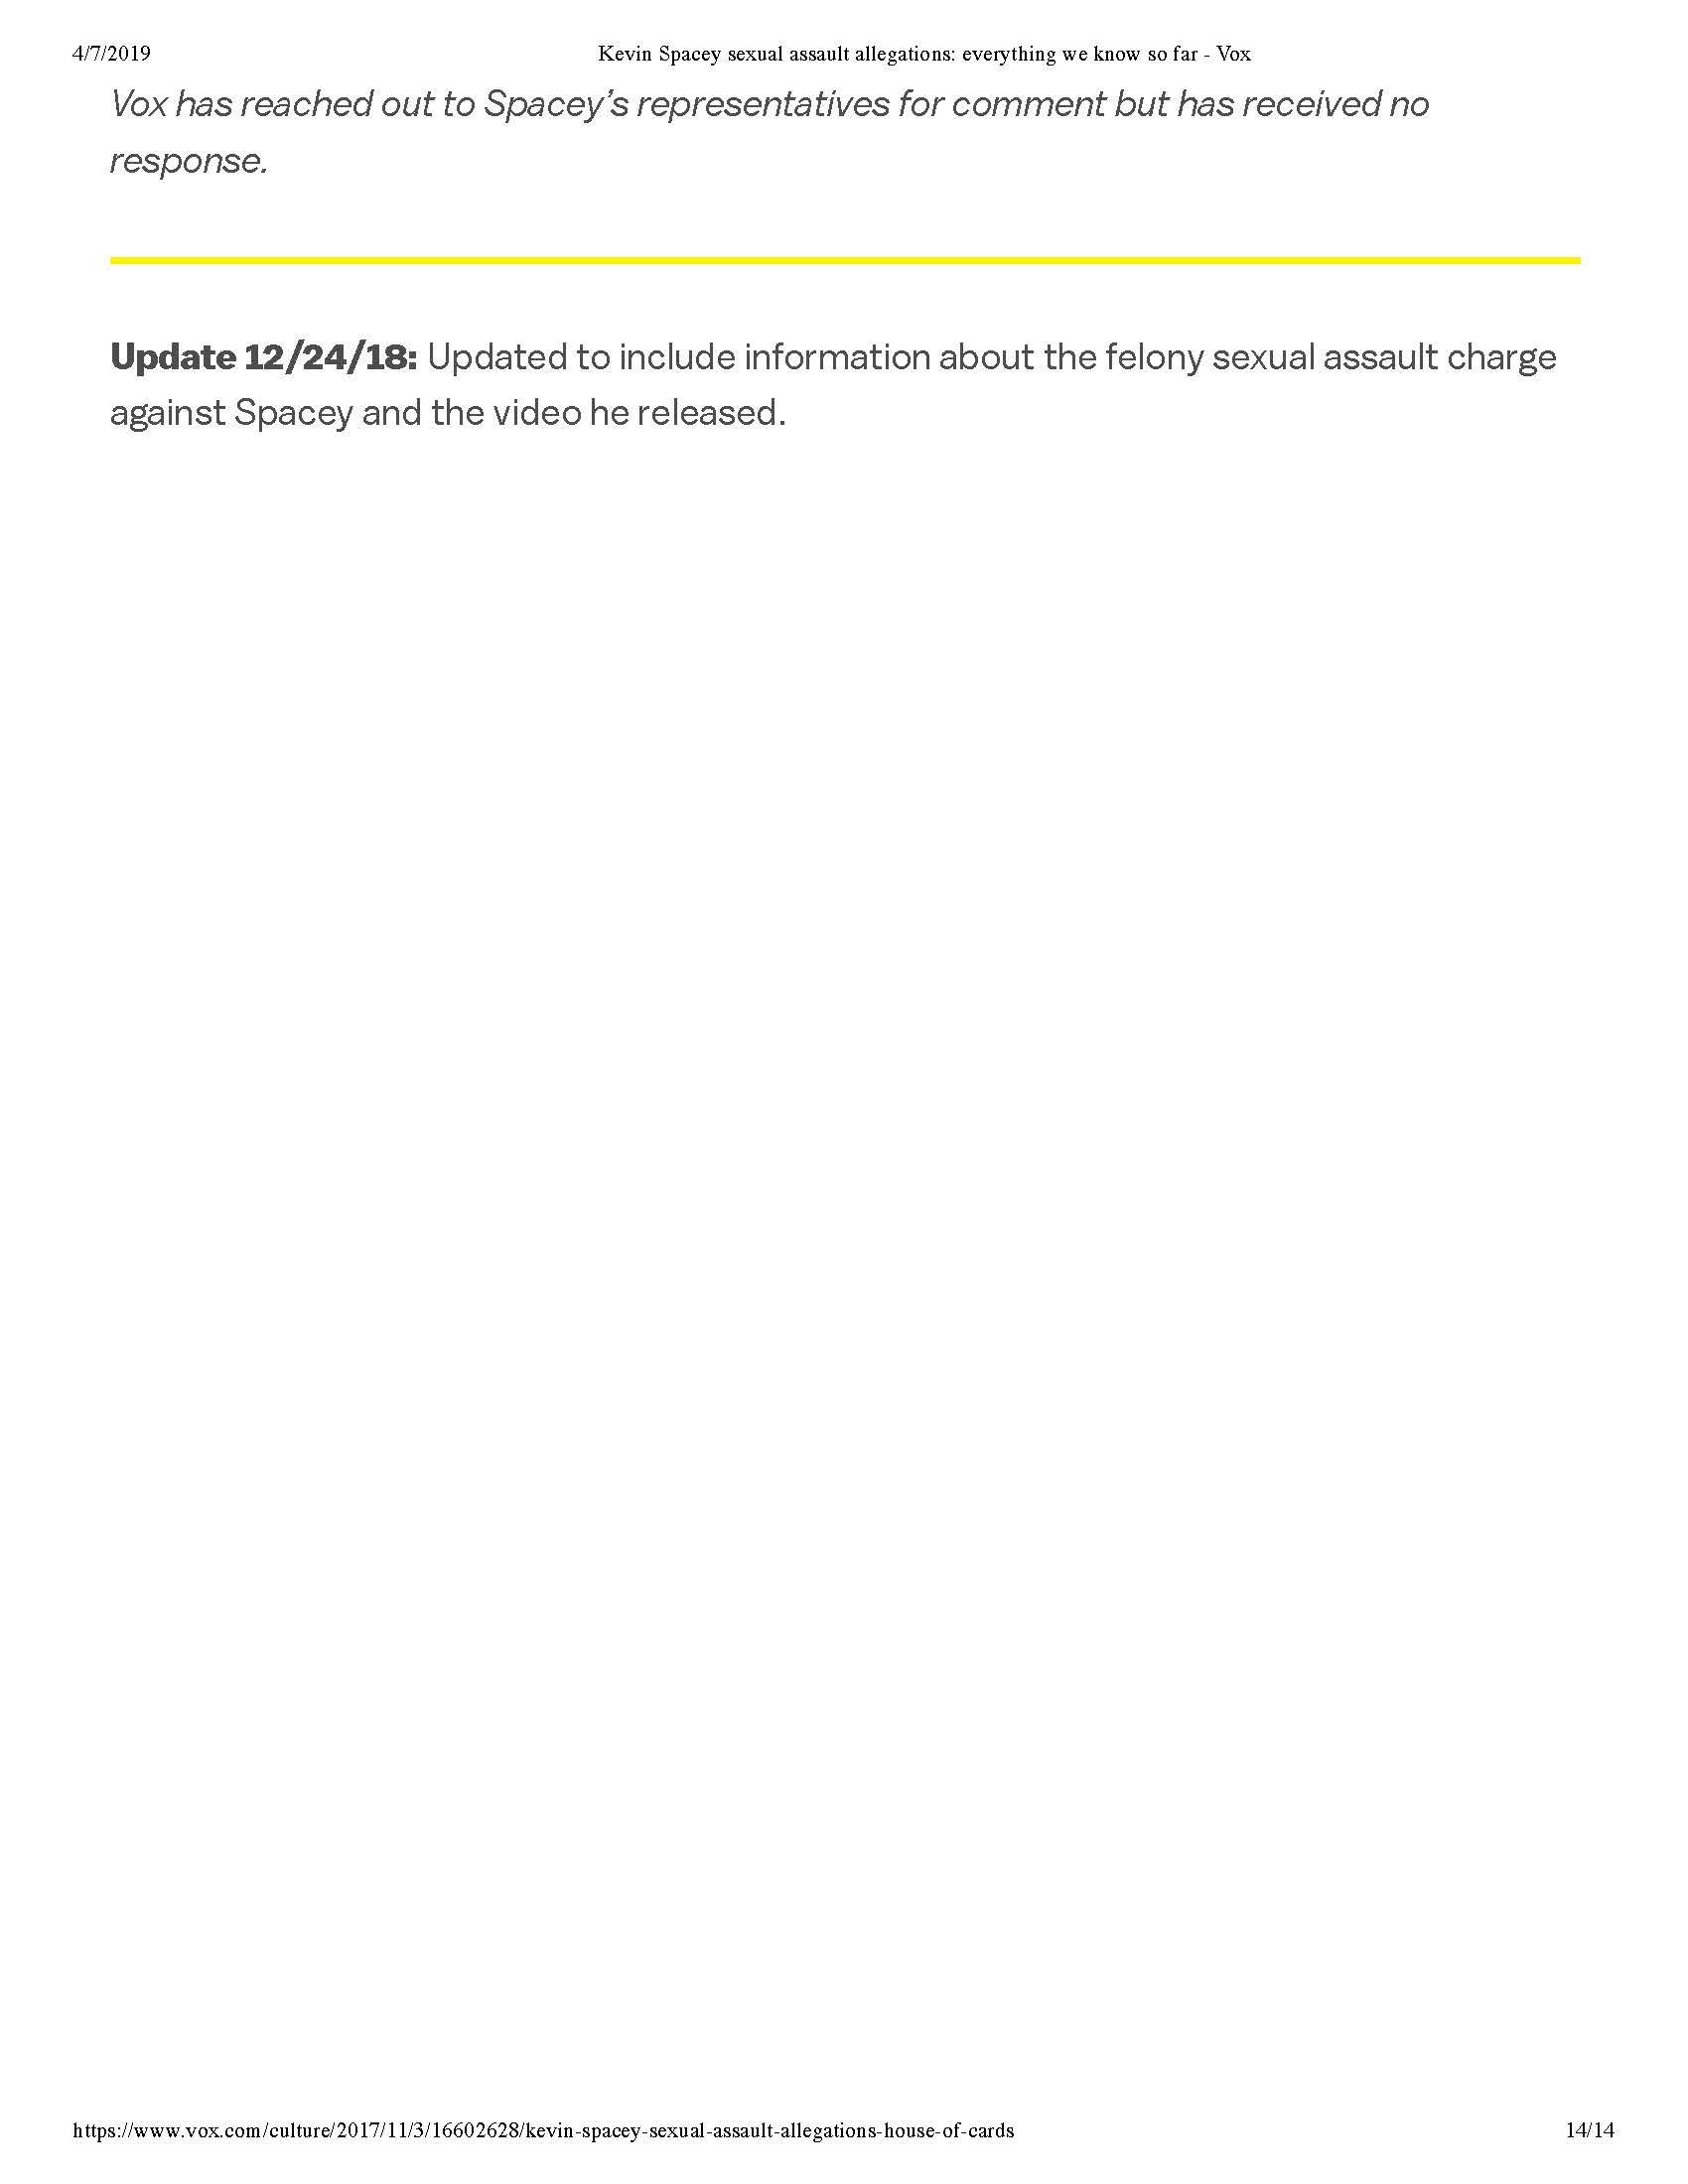 4/7/2019 Kevin Spacey sexual assault allegations: everything we know so far - Vox
Vox has reached out to Spacey’s representatives for comment but has received no
response.
Update 12/24/18: Updated to include information about the felony sexual assault charge
against Spacey and the video he released.
https://www.vox.com/culture/2017/11/3/16602628/kevin-spacey-sexual-assault-allegations-house-of-cards 14/14